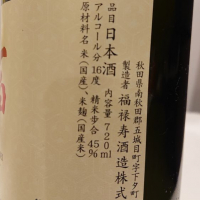 品目 日本酒 内容量 720ml
アルコール分 16度 精米歩合 45%
原材料名 米(国産)、米麹(国産米)
製造者 福禄寿酒造株式
秋田県南秋田郡五城目町字下タ町